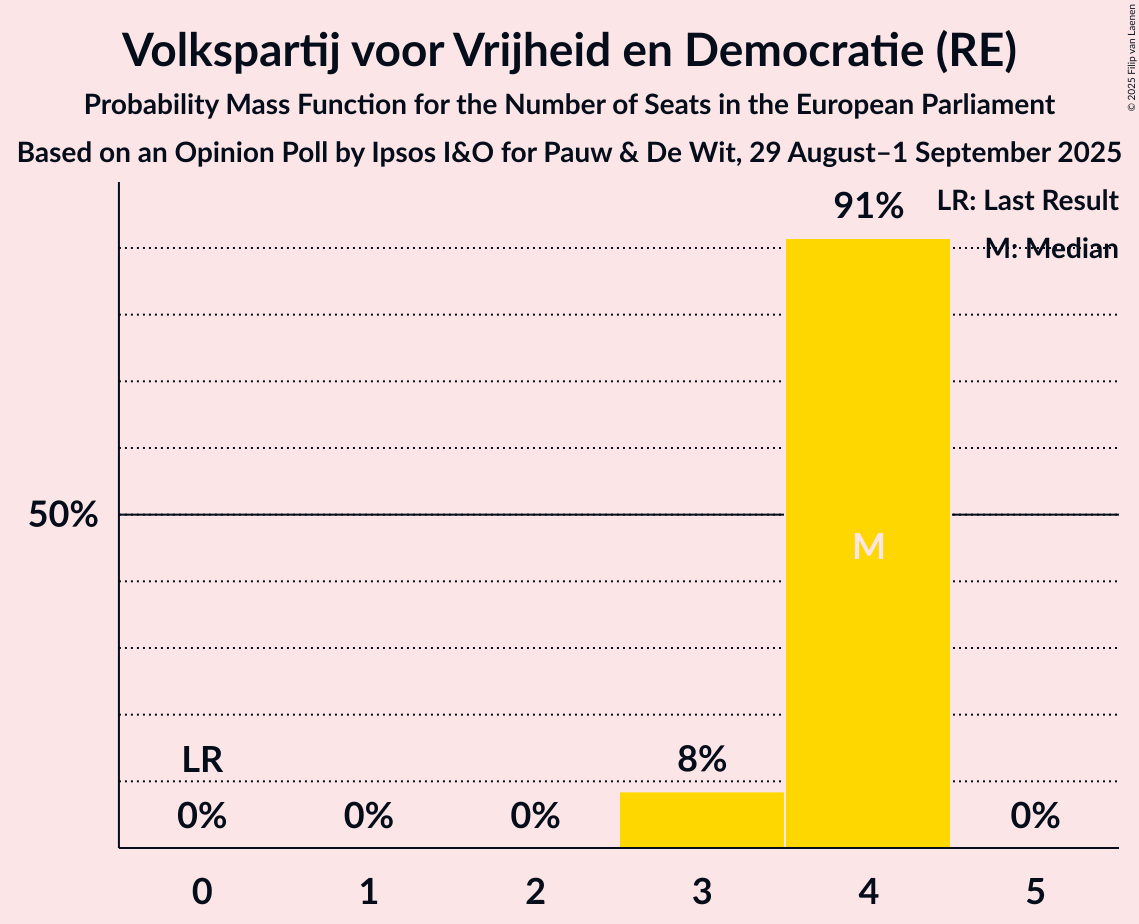 Volkspartij voor Vrijheid en Democratie (RE)
Probability Mass Function for the Number of Seats in the European Parliament
Based on an Opinion Poll by Ipsos I&O for Pauw & De Wit, 29 August–1 September 2025
© 2025 Filip van Laenen
LR: Last Result
M: Median
91%
50%
M
LR
8%
0%
0%
0%
0%
0
1
2
3
4
5